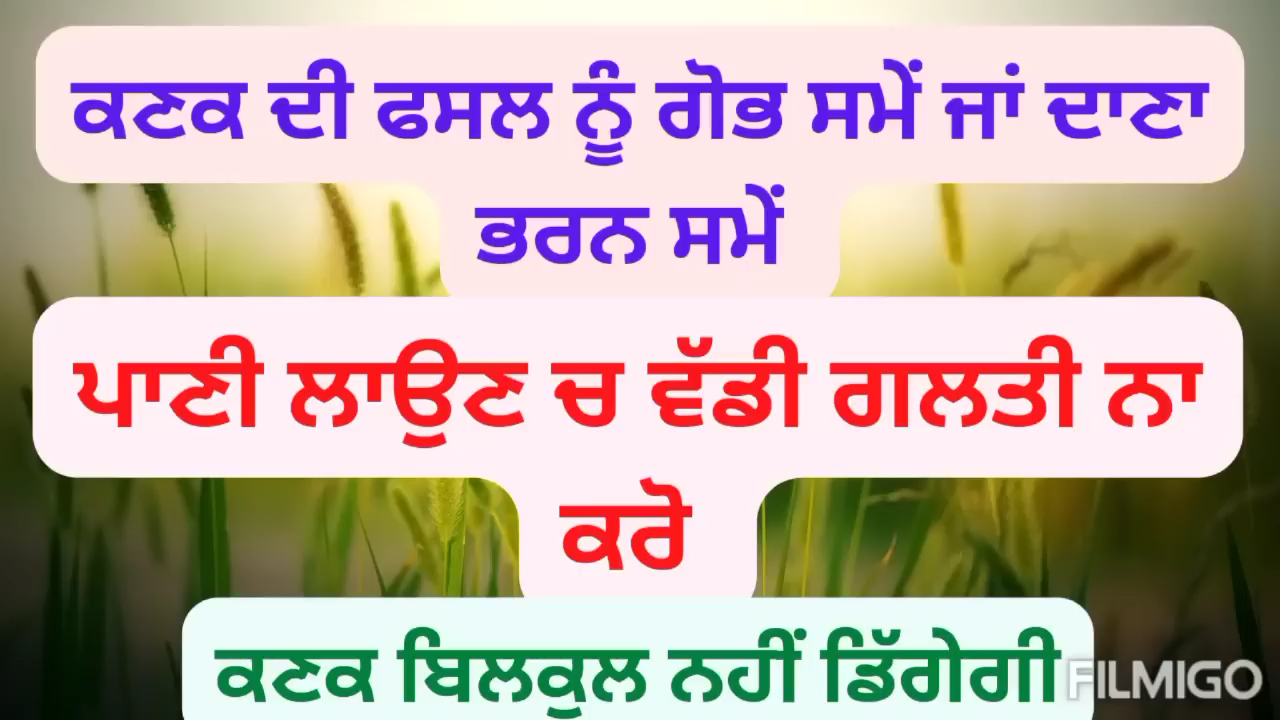 ਕਣਕ ਦੀ ਫਸਲ ਨੂੰ ਗੋਭ ਸਮੇਂ ਜਾਂ ਦਾਣਾ
ਭਰਨ ਸਮੇਂ
ਪਾਣੀ ਲਾਉਣ ਚ ਵੱਡੀ ਗਲਤੀ ਨਾ
ਕਰੋ
ਕਣਕ ਬਿਲਕੁਲ ਨਹੀਂ ਡਿੱਗੇਗੀ
FILMIGO